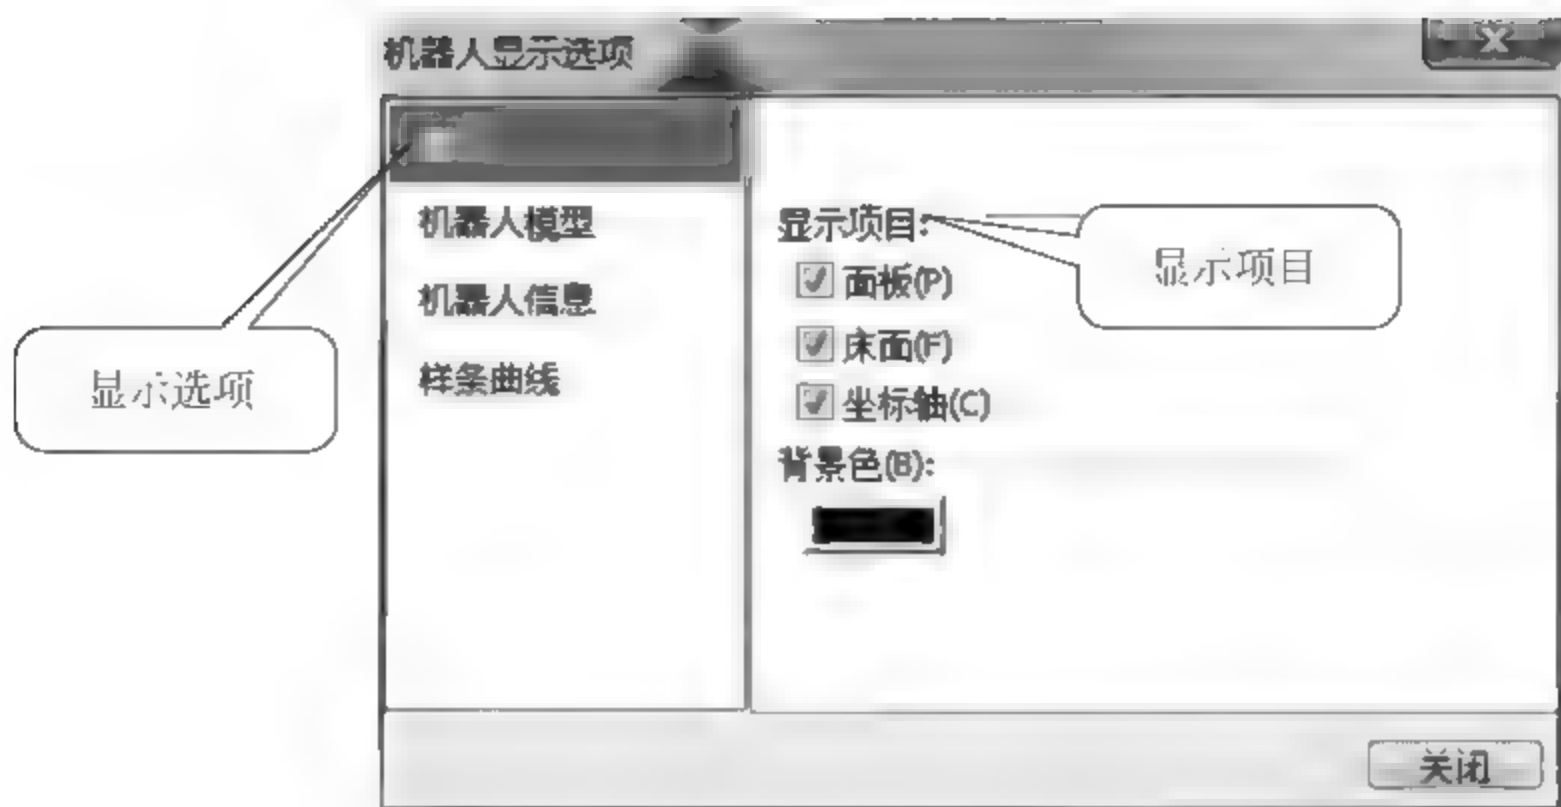 机器人显示选项
机器人模型
机器人信息
样条曲线
显示选项
显示项目:
面板(P)
床面(F)
坐标轴(C)
背景色(B):
显示项目
关闭